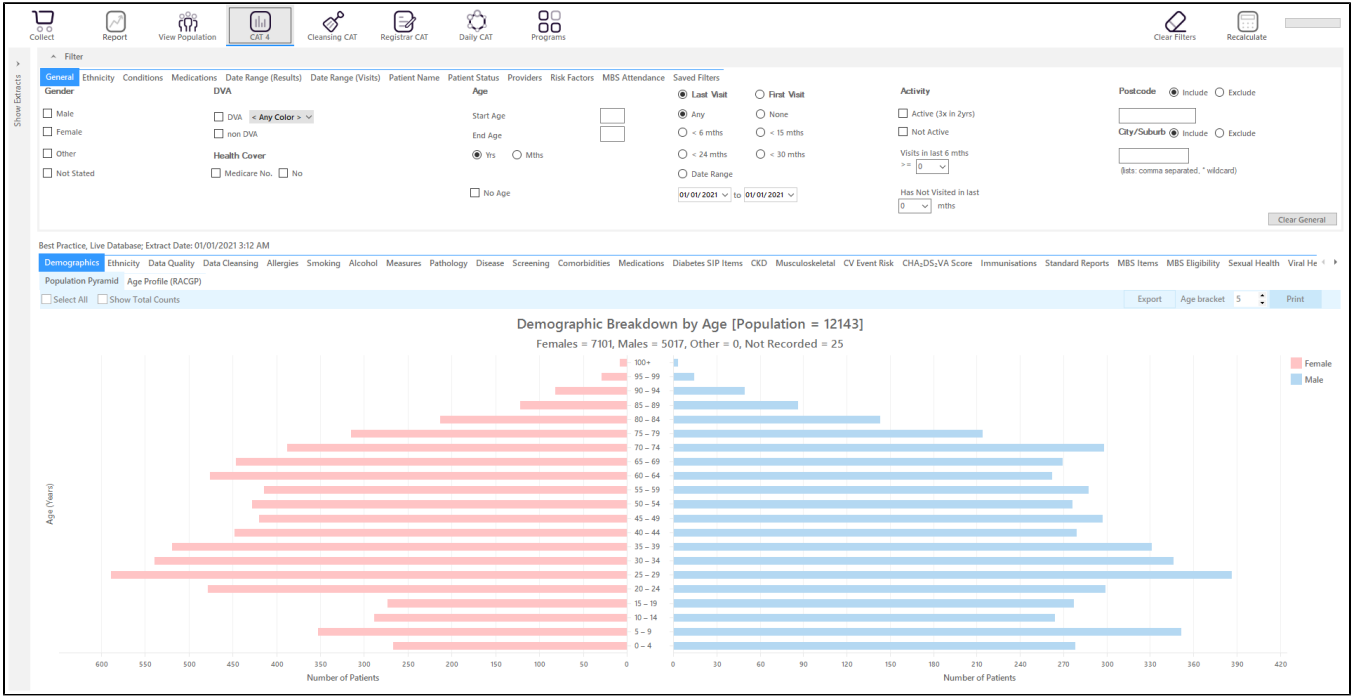 Collect Report View Population CAT 4 Cleansing CAT Registrar CAT Daily CAT Programs Clear Filters Recalculate
Show Extracts
Filter
General Ethnicity Conditions Medications Date Range (Results) Date Range (Visits) Patient Name Patient Status Providers Risk Factors MBS Attendance Saved Filters
Gender
Male
Female
Other
Not Stated
DVA
DVA < Any Color >
non DVA
Health Cover
Medicare No. No
Age
Start Age
End Age
Yrs Mths
No Age
Last Visit First Visit
Any None
< 6 mths < 15 mths
< 24 mths < 30 mths
Date Range
01/01/2021 to 01/01/2021
Activity
Active (3x in 2yrs)
Not Active
Visits in last 6 mths
>= 0
Has Not Visited in last
0 mths
Postcode Include Exclude
City/Suburb Include Exclude
(lists: comma separated, * wildcard)
Clear General
Best Practice, Live Database; Extract Date: 01/01/2021 3:12 AM
Demographics Ethnicity Data Quality Data Cleansing Allergies Smoking Alcohol Measures Pathology Disease Screening Comorbidities Medications Diabetes SIP Items CKD Musculoskeletal CV Event Risk CHA₂DS₂VA Score Immunisations Standard Reports MBS Items MBS Eligibility Sexual Health Viral He
Population Pyramid Age Profile (RACGP)
Select All Show Total Counts Export Age bracket 5 Print
Demographic Breakdown by Age [Population = 12143]
Females = 7101, Males = 5017, Other = 0, Not Recorded = 25
Female
Male
Age (Years)
100+
95 – 99
90 – 94
85 – 89
80 – 84
75 – 79
70 – 74
65 – 69
60 – 64
55 – 59
50 – 54
45 – 49
40 – 44
35 – 39
30 – 34
25 – 29
20 – 24
15 – 19
10 – 14
5 – 9
0 – 4
600 550 500 450 400 350 300 250 200 150 100 50 0 0 30 60 90 120 150 180 210 240 270 300 330 360 390 420
Number of Patients Number of Patients